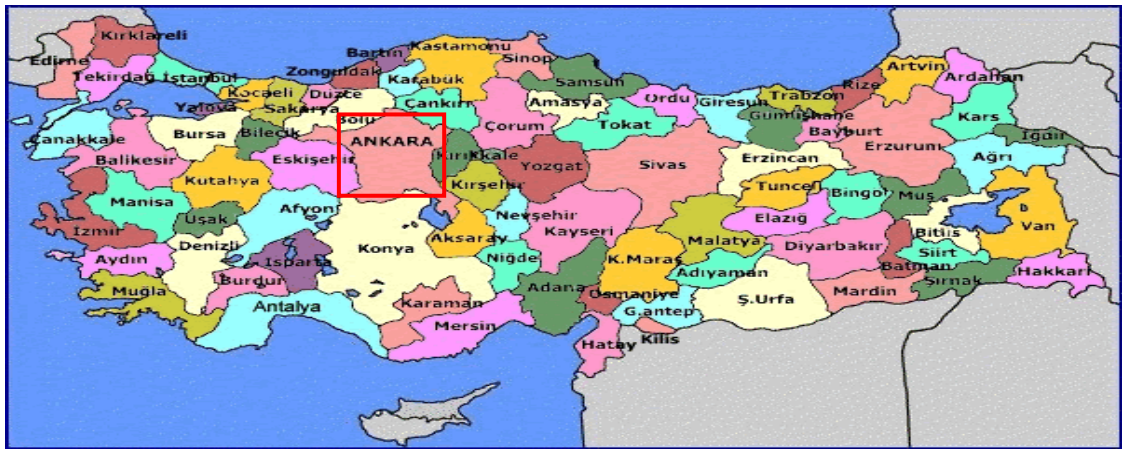 Kırklareli
Edirne
Tekirdağ
İstanbul
Kocaeli
Yalova
Sakarya
Düzce
Zonguldak
Bartın
Karabük
Kastamonu
Sinop
Samsun
Ordu
Giresun
Trabzon
Rize
Artvin
Ardahan
Kars
Iğdır
Ağrı
Erzurum
Bayburt
Gümüşhane
Erzincan
Sivas
Tokat
Amasya
Çorum
Çankırı
Bolu
ANKARA
Kırıkkale
Yozgat
Kırşehir
Eskişehir
Bilecik
Bursa
Çanakkale
Balikesir
Kutahya
Manisa
Uşak
Afyon
İzmir
Aydın
Denizli
Muğla
Burdur
Isparta
Antalya
Konya
Aksaray
Nevşehir
Niğde
Kayseri
Karaman
Mersin
Adana
Osmaniye
Hatay
Kilis
G.antep
K.Maraş
Malatya
Adıyaman
Ş.Urfa
Elazığ
Tunceli
Bingol
Muş
Diyarbakır
Mardin
Batman
Siirt
Bitlis
Van
Şırnak
Hakkari